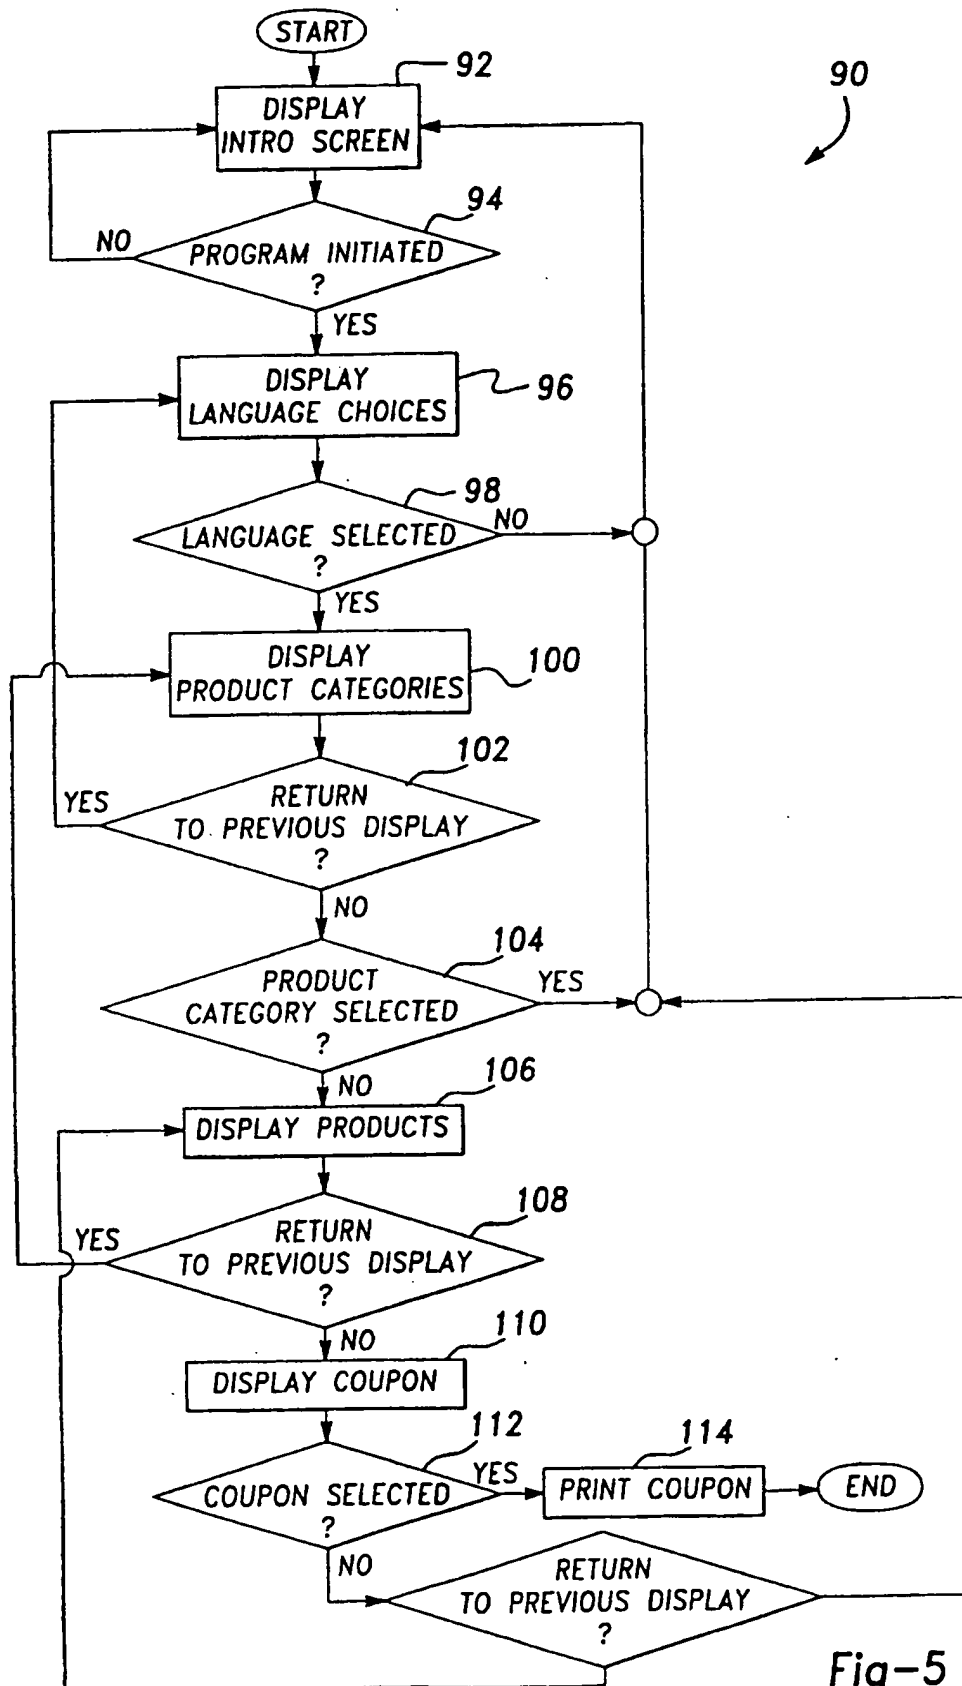 START
92
90
DISPLAY
INTRO SCREEN
94
NO
PROGRAM INITIATED
?
YES
DISPLAY
LANGUAGE CHOICES
96
98
NO
LANGUAGE SELECTED
?
YES
DISPLAY
PRODUCT CATEGORIES
100
102
YES
RETURN
TO PREVIOUS DISPLAY
?
NO
104
PRODUCT
CATEGORY SELECTED
?
YES
NO
106
DISPLAY PRODUCTS
108
YES
RETURN
TO PREVIOUS DISPLAY
?
NO
110
DISPLAY COUPON
112
114
COUPON SELECTED
?
YES
PRINT COUPON
END
NO
RETURN
TO PREVIOUS DISPLAY
?
Fig-5